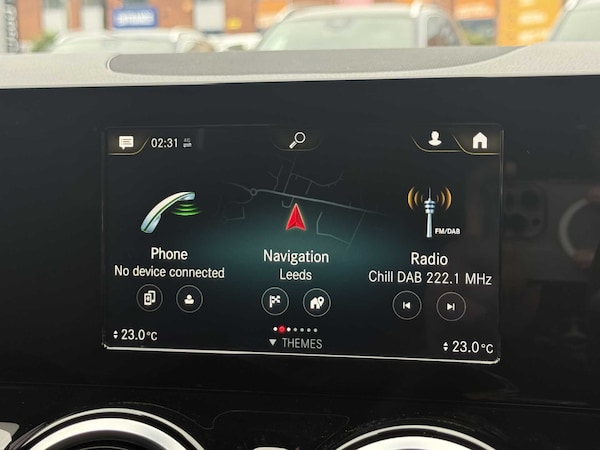 02:31 4G
FM/DAB
Phone
No device connected
Navigation
Leeds
Radio
Chill DAB 222.1 MHz
23.0°C
THEMES
23.0°C